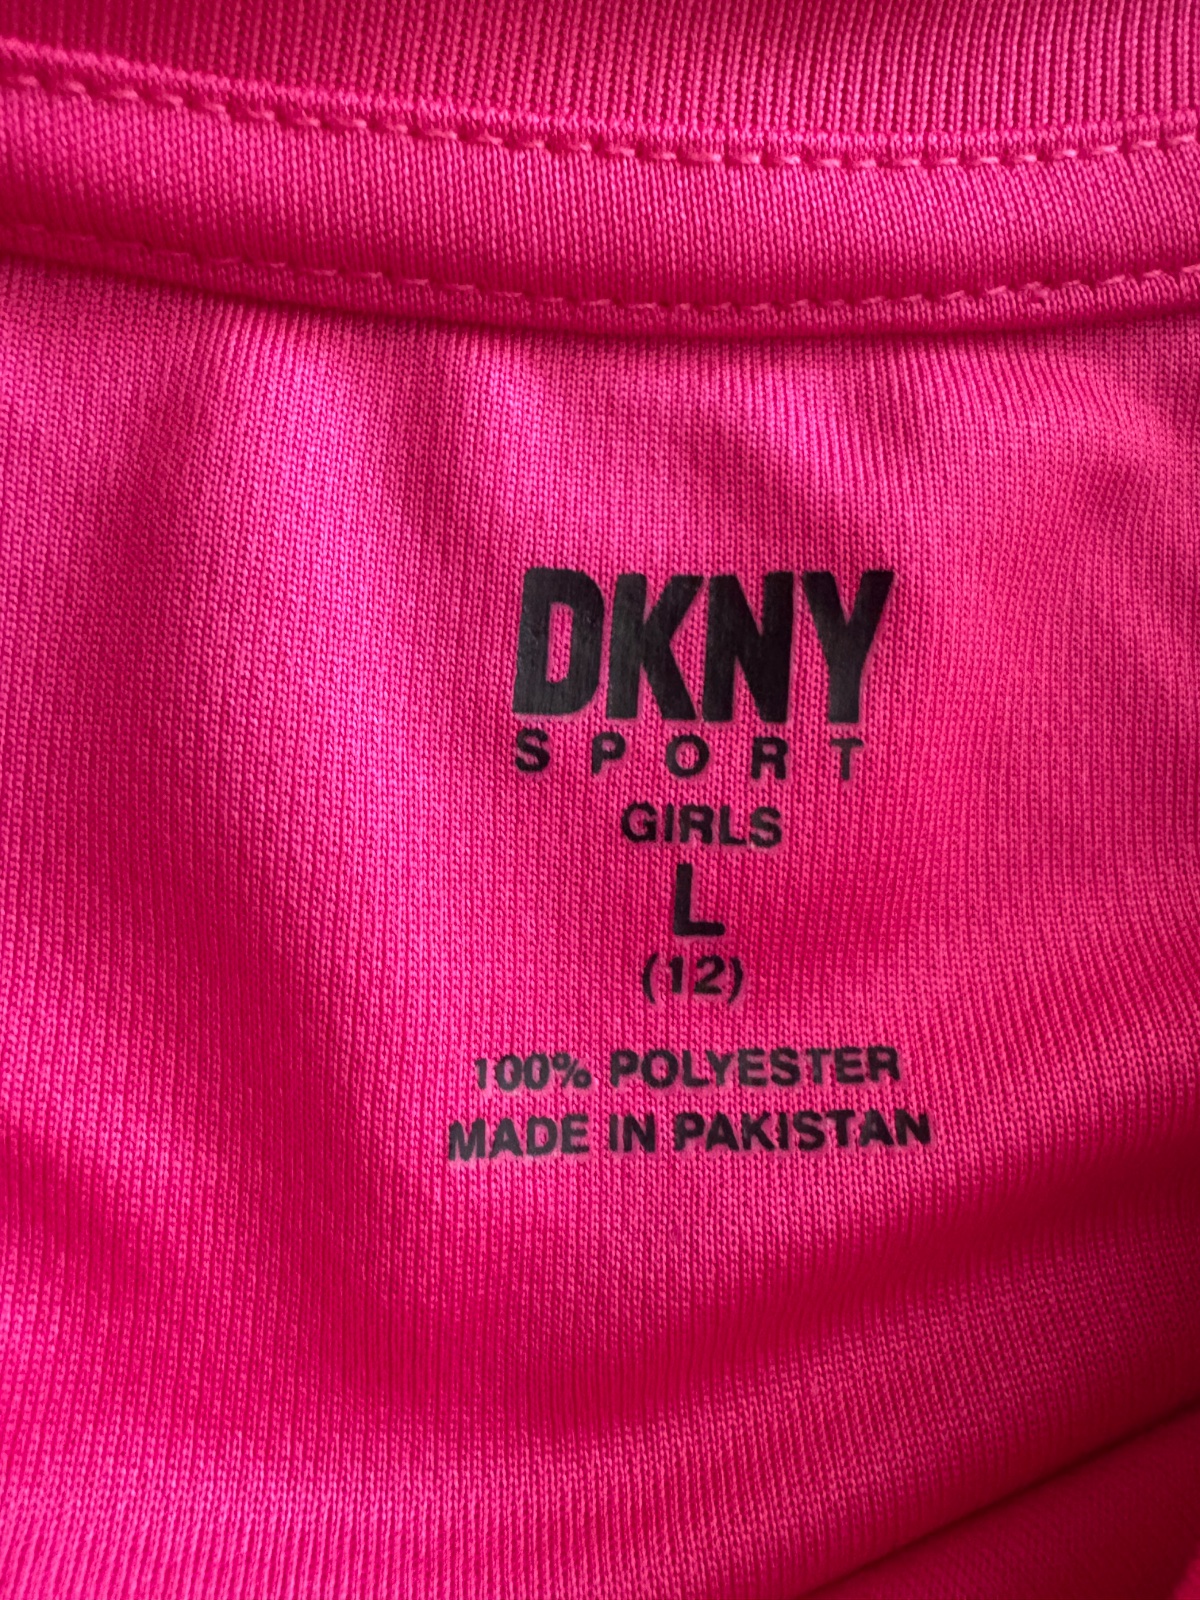 DKNY
SPORT
GIRLS
L
(12)
100% POLYESTER
MADE IN PAKISTAN